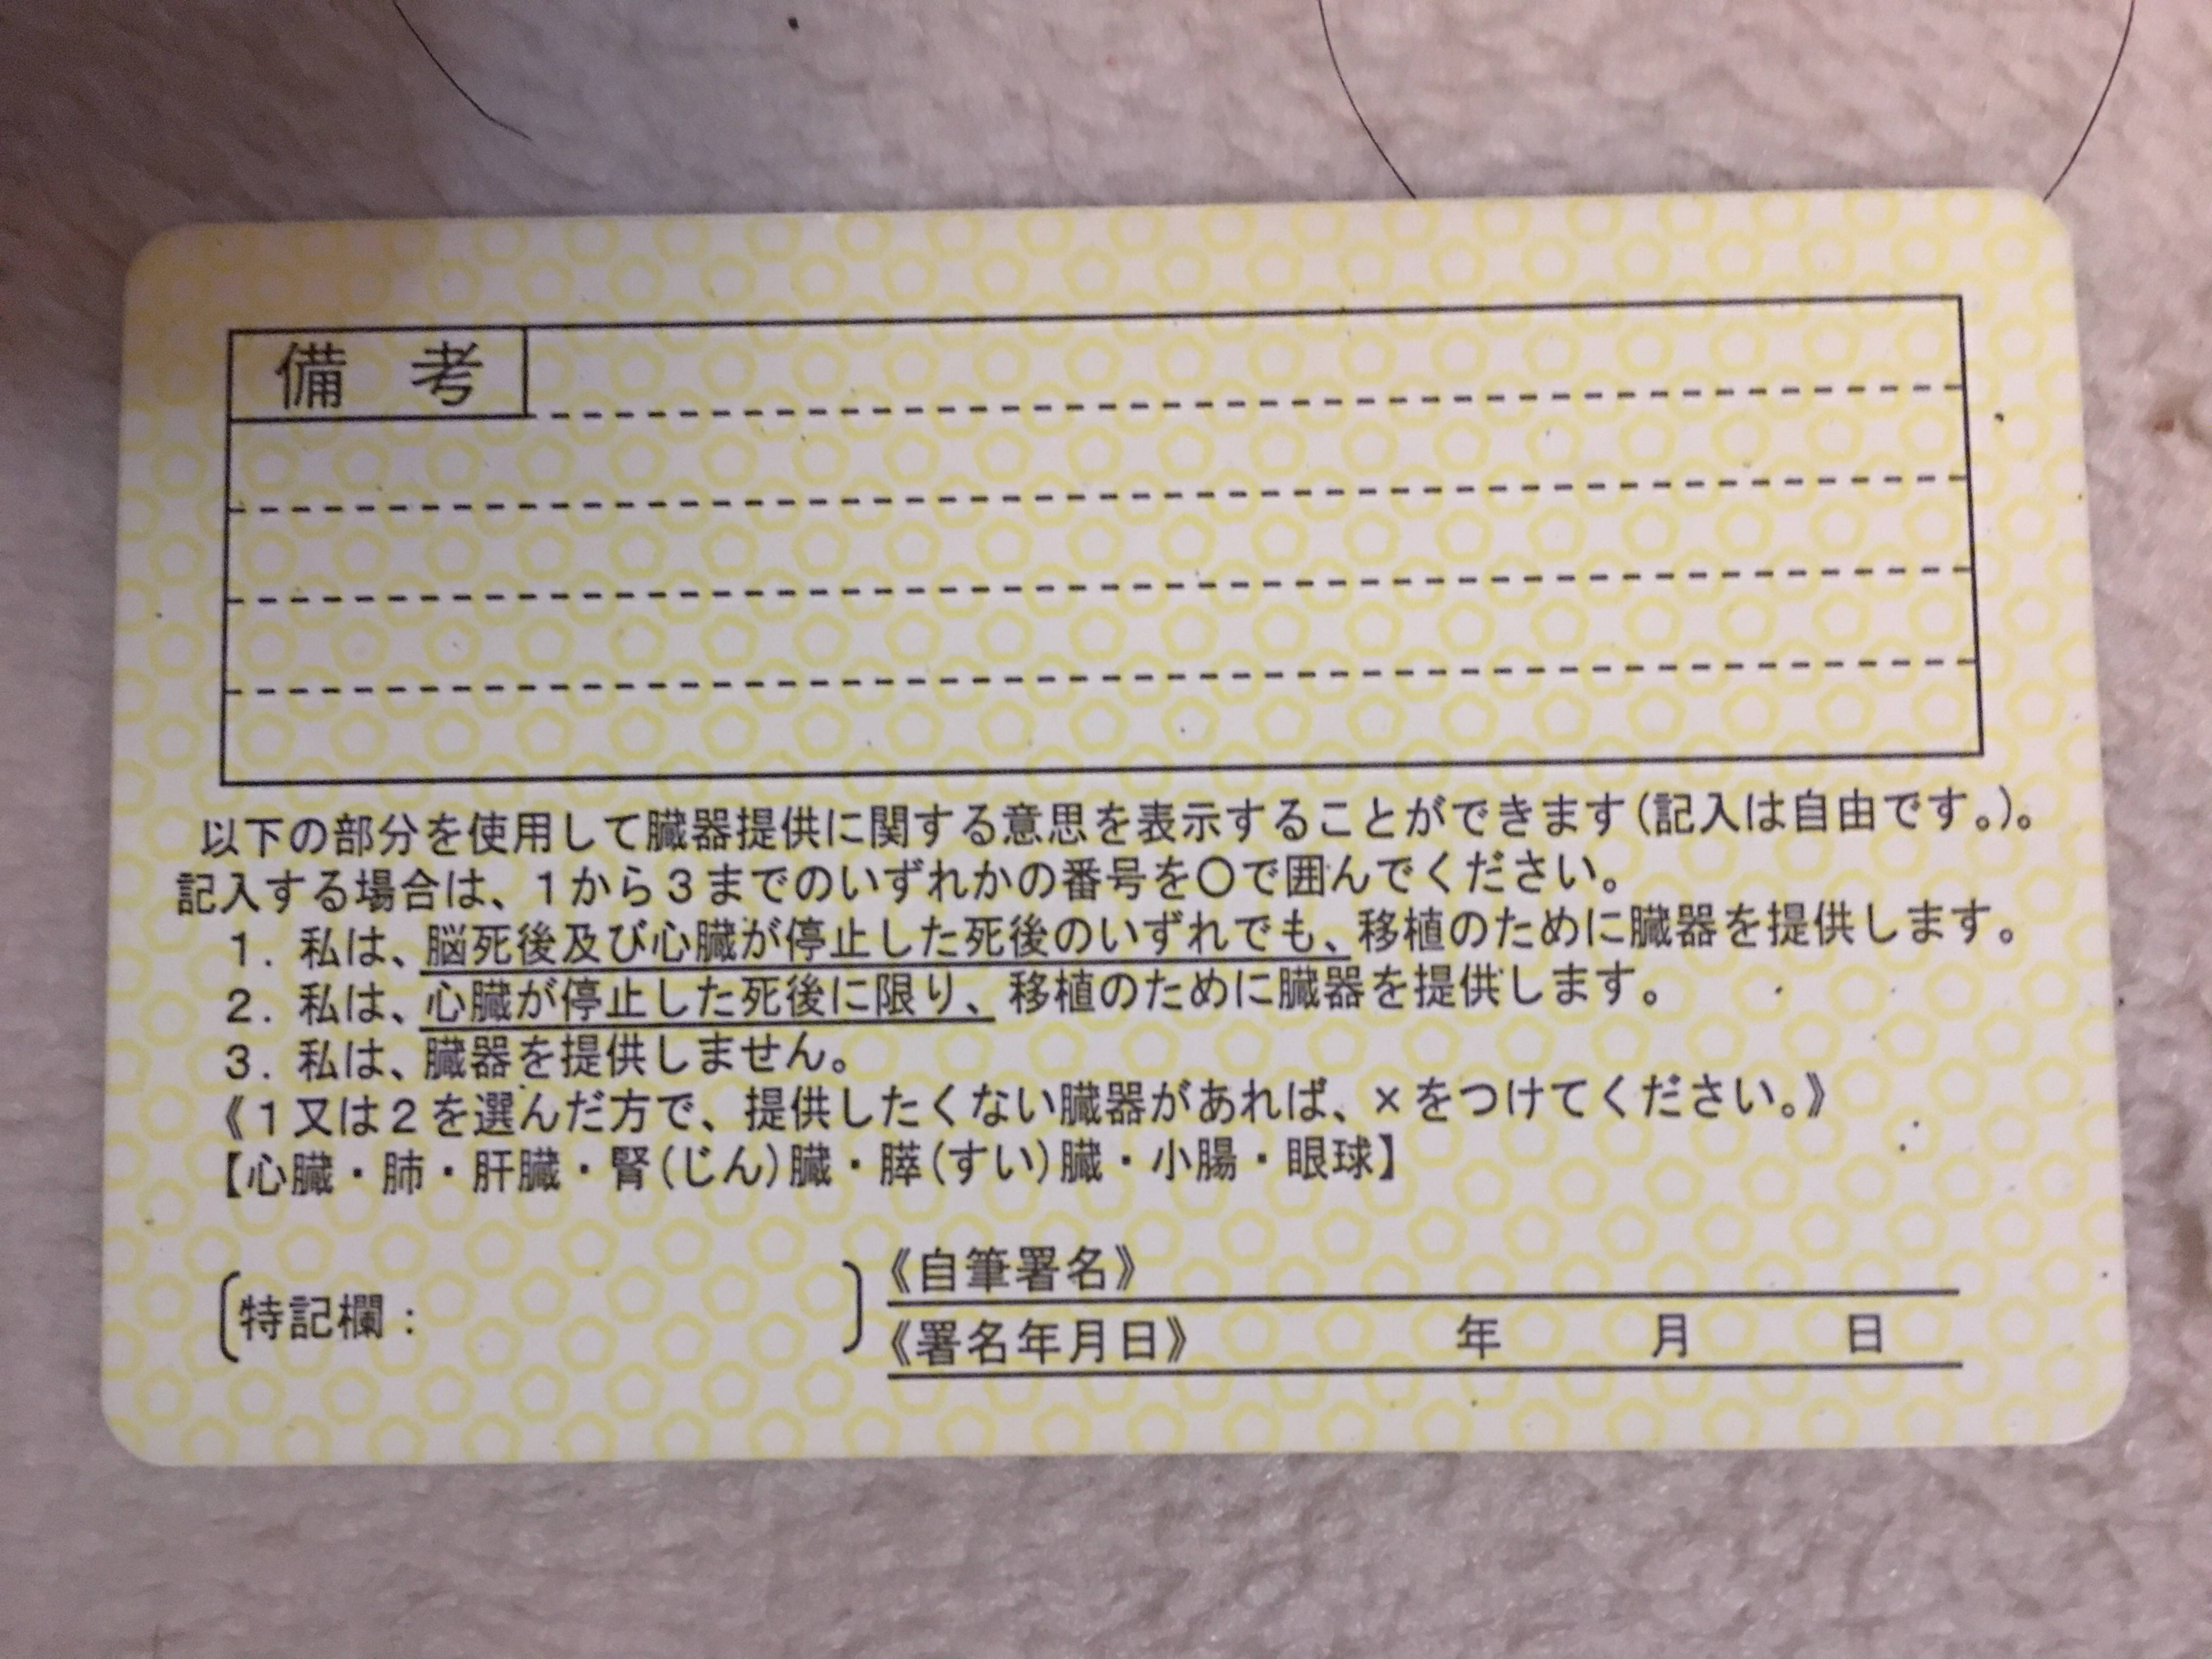 備 考
以下の部分を使用して臓器提供に関する意思を表示することができます(記入は自由です。)。
記入する場合は、1から3までのいずれかの番号を〇で囲んでください。
1. 私は、脳死後及び心臓が停止した死後のいずれでも、移植のために臓器を提供します。
2. 私は、心臓が停止した死後に限り、移植のために臓器を提供します。
3. 私は、臓器を提供しません。
《1又は2を選んだ方で、提供したくない臓器があれば、×をつけてください。》
【心臓・肺・肝臓・腎(じん)臓・膵(すい)臓・小腸・眼球】
《自筆署名》
〔特記欄: 〕
《署名年月日》 年 月 日